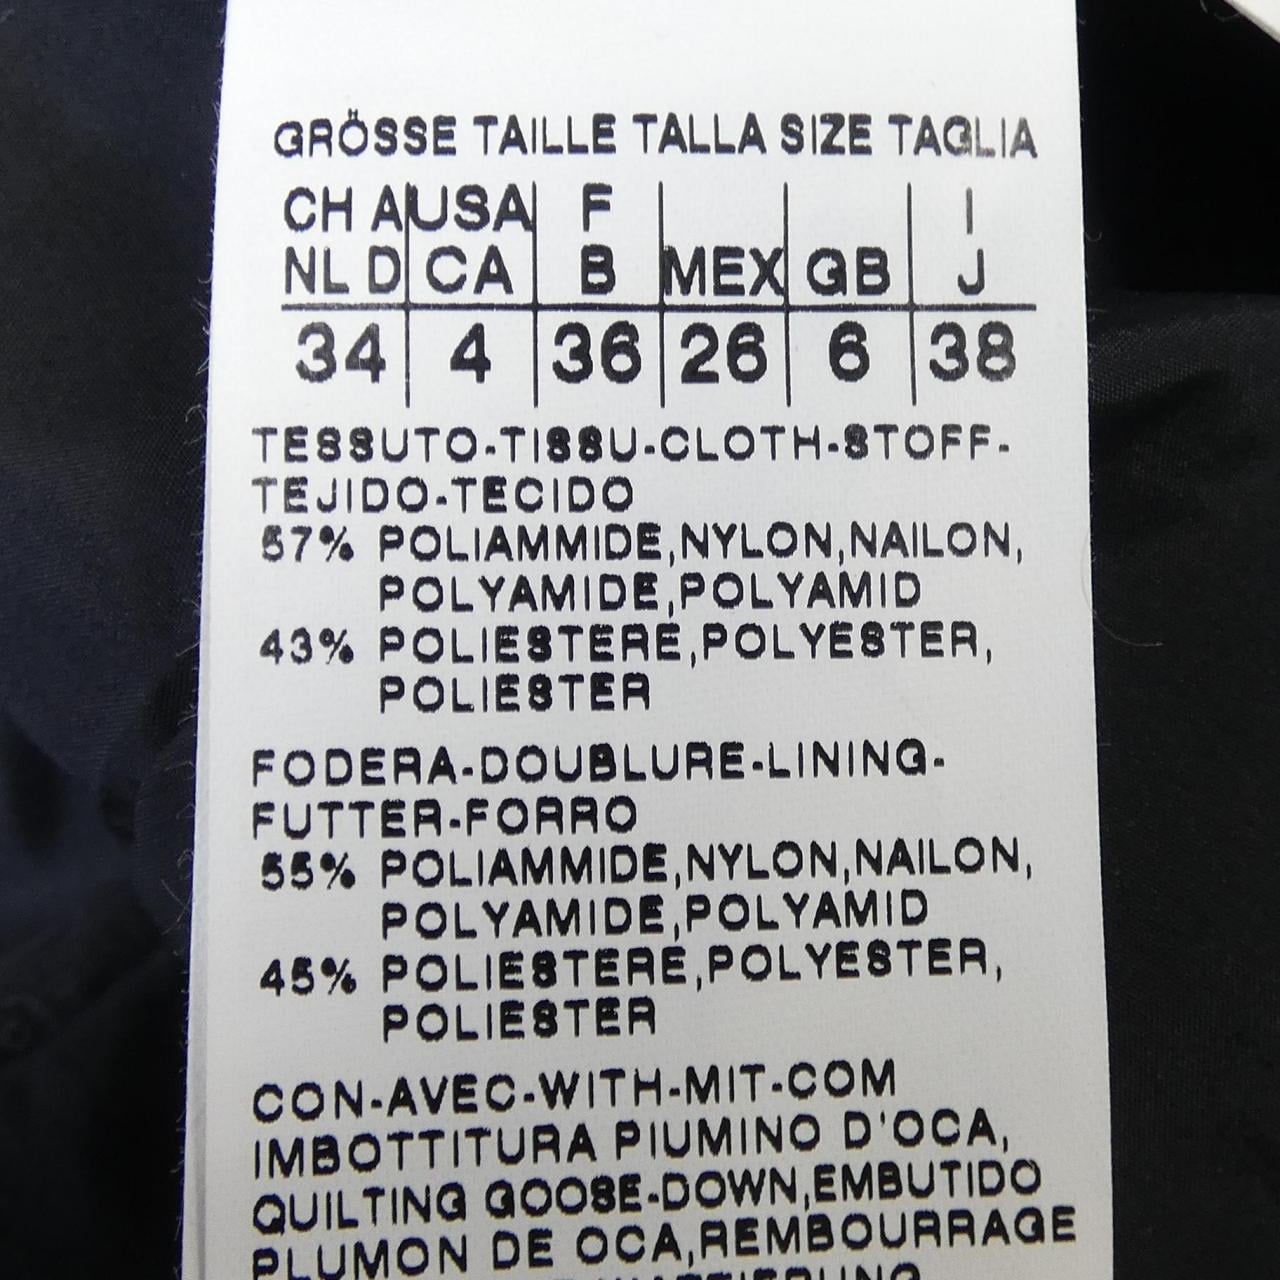 GRÖSSE TAILLE TALLA SIZE TAGLIA
CH A USA F I
NL D CA B MEX GB J
34 4 36 26 6 38
TESSUTO-TISSU-CLOTH-STOFF-
TEJIDO-TECIDO
57% POLIAMMIDE,NYLON,NAILON,
POLYAMIDE,POLYAMID
43% POLIESTERE,POLYESTER,
POLIESTER
FODERA-DOUBLURE-LINING-
FUTTER-FORRO
55% POLIAMMIDE,NYLON,NAILON,
POLYAMIDE,POLYAMID
45% POLIESTERE,POLYESTER,
POLIESTER
CON-AVEC-WITH-MIT-COM
IMBOTTITURA PIUMINO D'OCA,
QUILTING GOOSE-DOWN,EMBUTIDO
PLUMON DE OCA,REMBOURRAGE